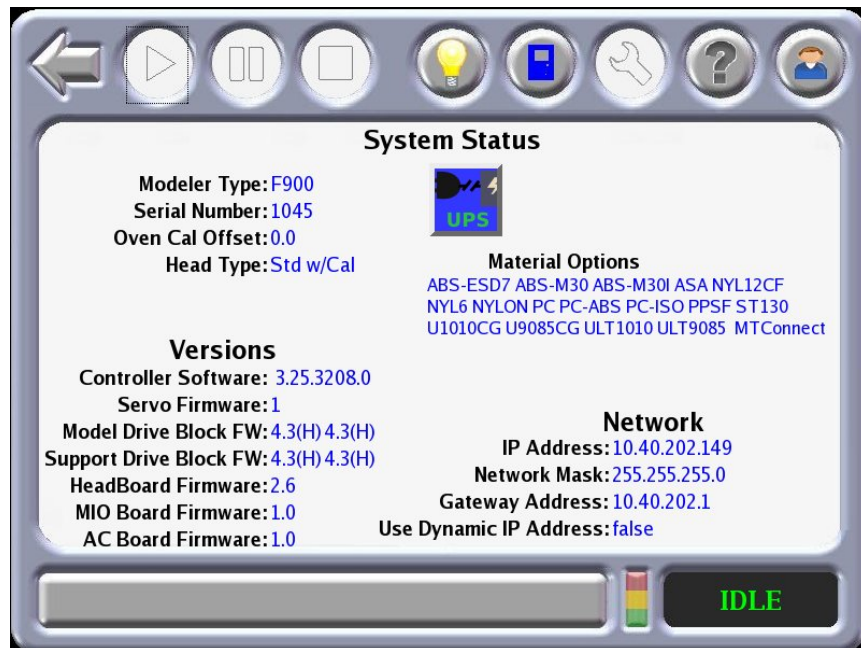 System Status
Modeler Type: F900
Serial Number: 1045
Oven Cal Offset: 0.0
Head Type: Std w/Cal
UPS
Material Options
ABS-ESD7 ABS-M30 ABS-M30I ASA NYL12CF
NYL6 NYLON PC PC-ABS PC-ISO PPSF ST130
U1010CG U9085CG ULT1010 ULT9085 MTConnect
Versions
Controller Software: 3.25.3208.0
Servo Firmware: 1
Model Drive Block FW: 4.3(H) 4.3(H)
Support Drive Block FW: 4.3(H) 4.3(H)
HeadBoard Firmware: 2.6
MIO Board Firmware: 1.0
AC Board Firmware: 1.0
Network
IP Address: 10.40.202.149
Network Mask: 255.255.255.0
Gateway Address: 10.40.202.1
Use Dynamic IP Address: false
IDLE